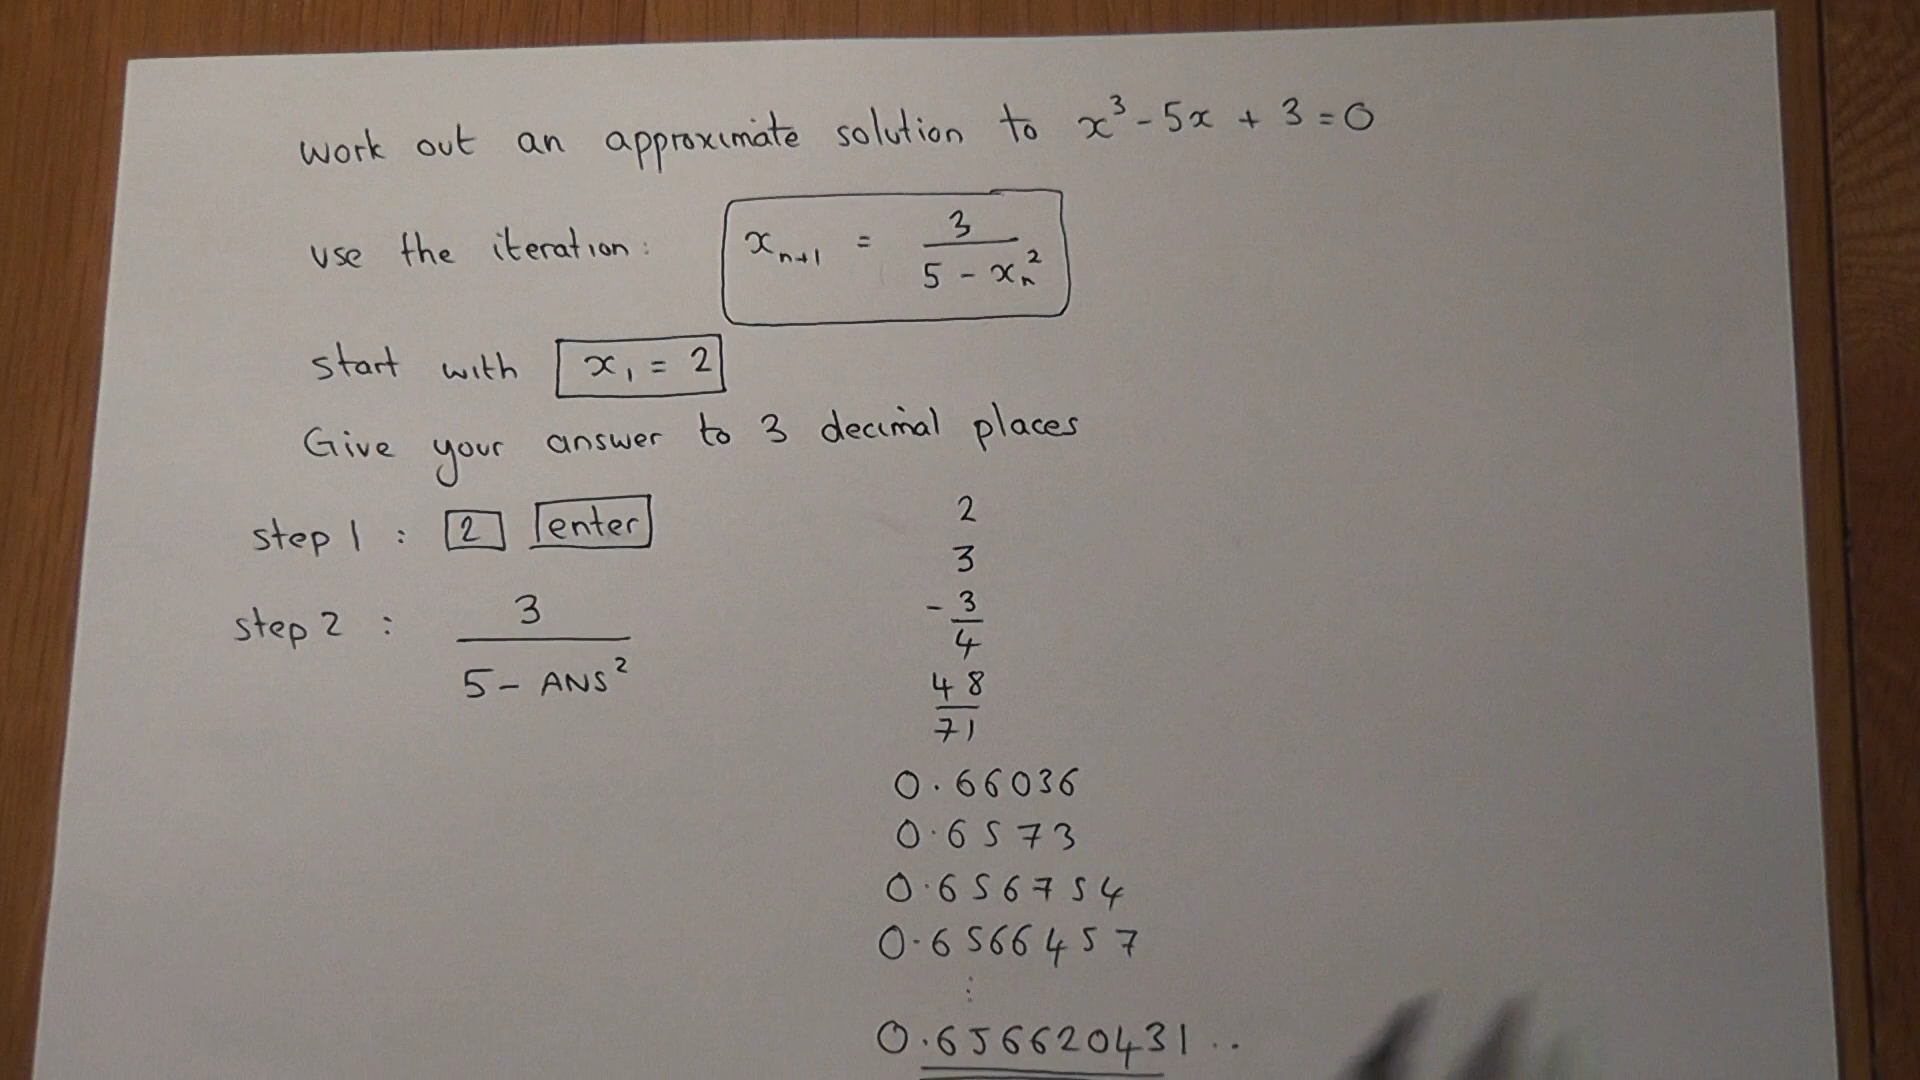 work out an approximate solution to x³ - 5x + 3 = 0
use the iteration: xₙ₊₁ = 3 / (5 - xₙ²)
start with x₁ = 2
Give your answer to 3 decimal places
step 1 : 2 enter
step 2 : 3 / (5 - ANS²)
2
3
- 3/4
48/71
0.66036
0.6573
0.656754
0.6566457
:
0.656620431..